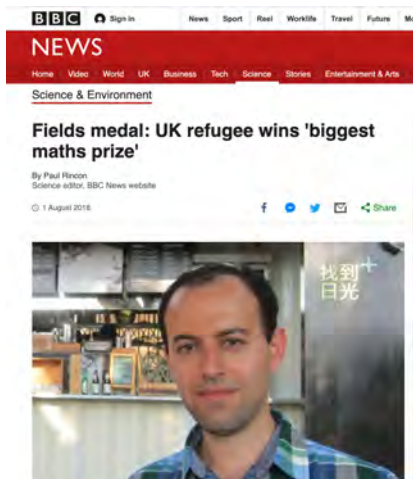 BBC Sign in News Sport Reel Worklife Travel Future
NEWS
Home Video World UK Business Tech Science Stories Entertainment & Arts
Science & Environment
Fields medal: UK refugee wins 'biggest
maths prize'
By Paul Rincon
Science editor, BBC News website
1 August 2018
Share
找到
日光